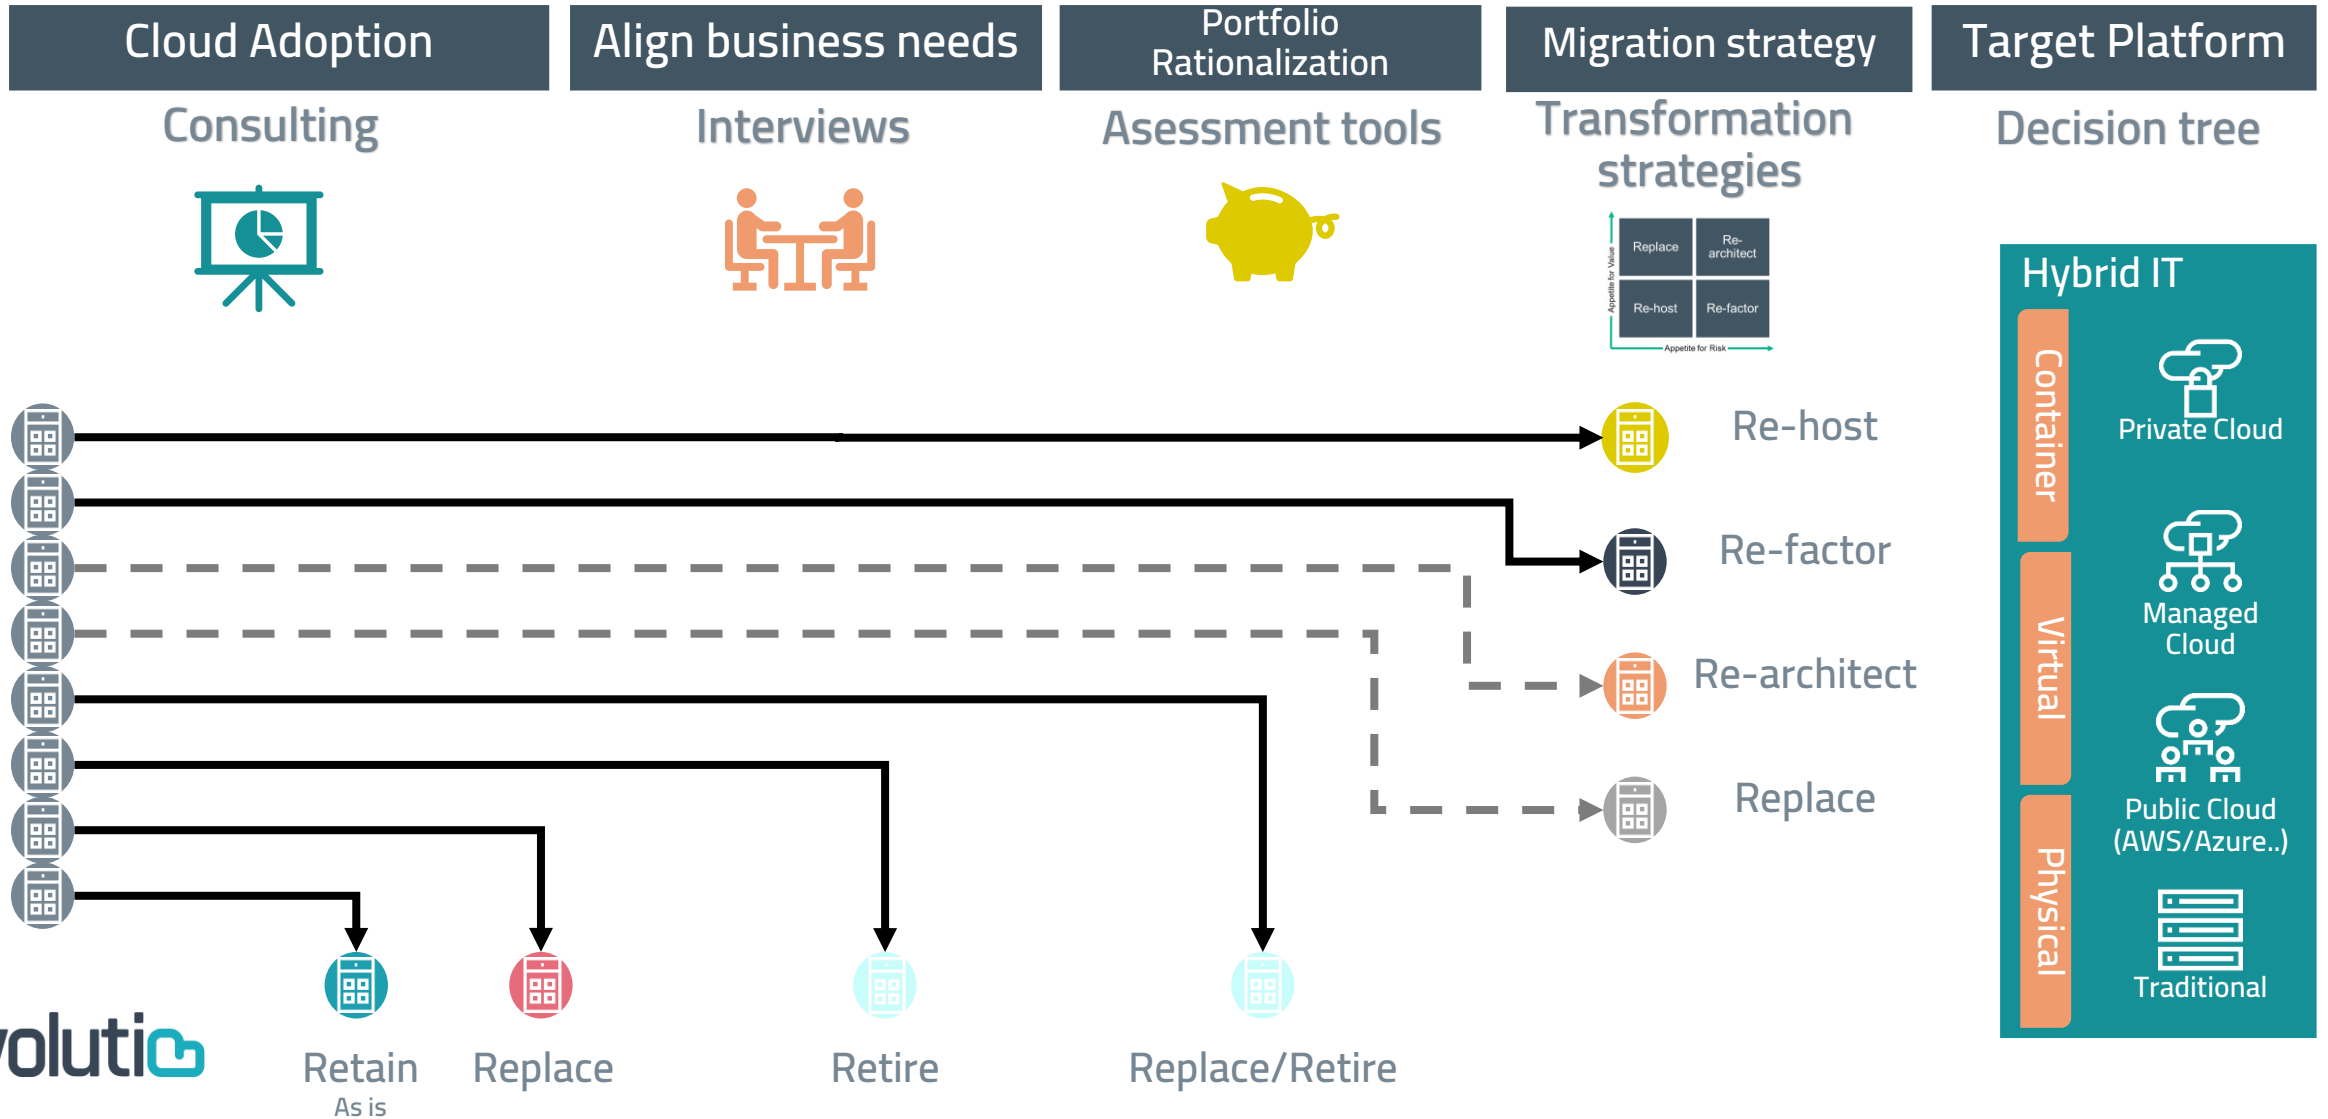 Cloud Adoption
Align business needs
Portfolio
Rationalization
Migration strategy
Target Platform
Consulting
Interviews
Asessment tools
Transformation
strategies
Decision tree
Appetite for Value
Replace
Re-
architect
Re-host
Re-factor
Appetite for Risk
Hybrid IT
Container
Virtual
Physical
Private Cloud
Managed
Cloud
Public Cloud
(AWS/Azure..)
Traditional
Re-host
Re-factor
Re-architect
Replace
Retain
As is
Replace
Retire
Replace/Retire
voluti